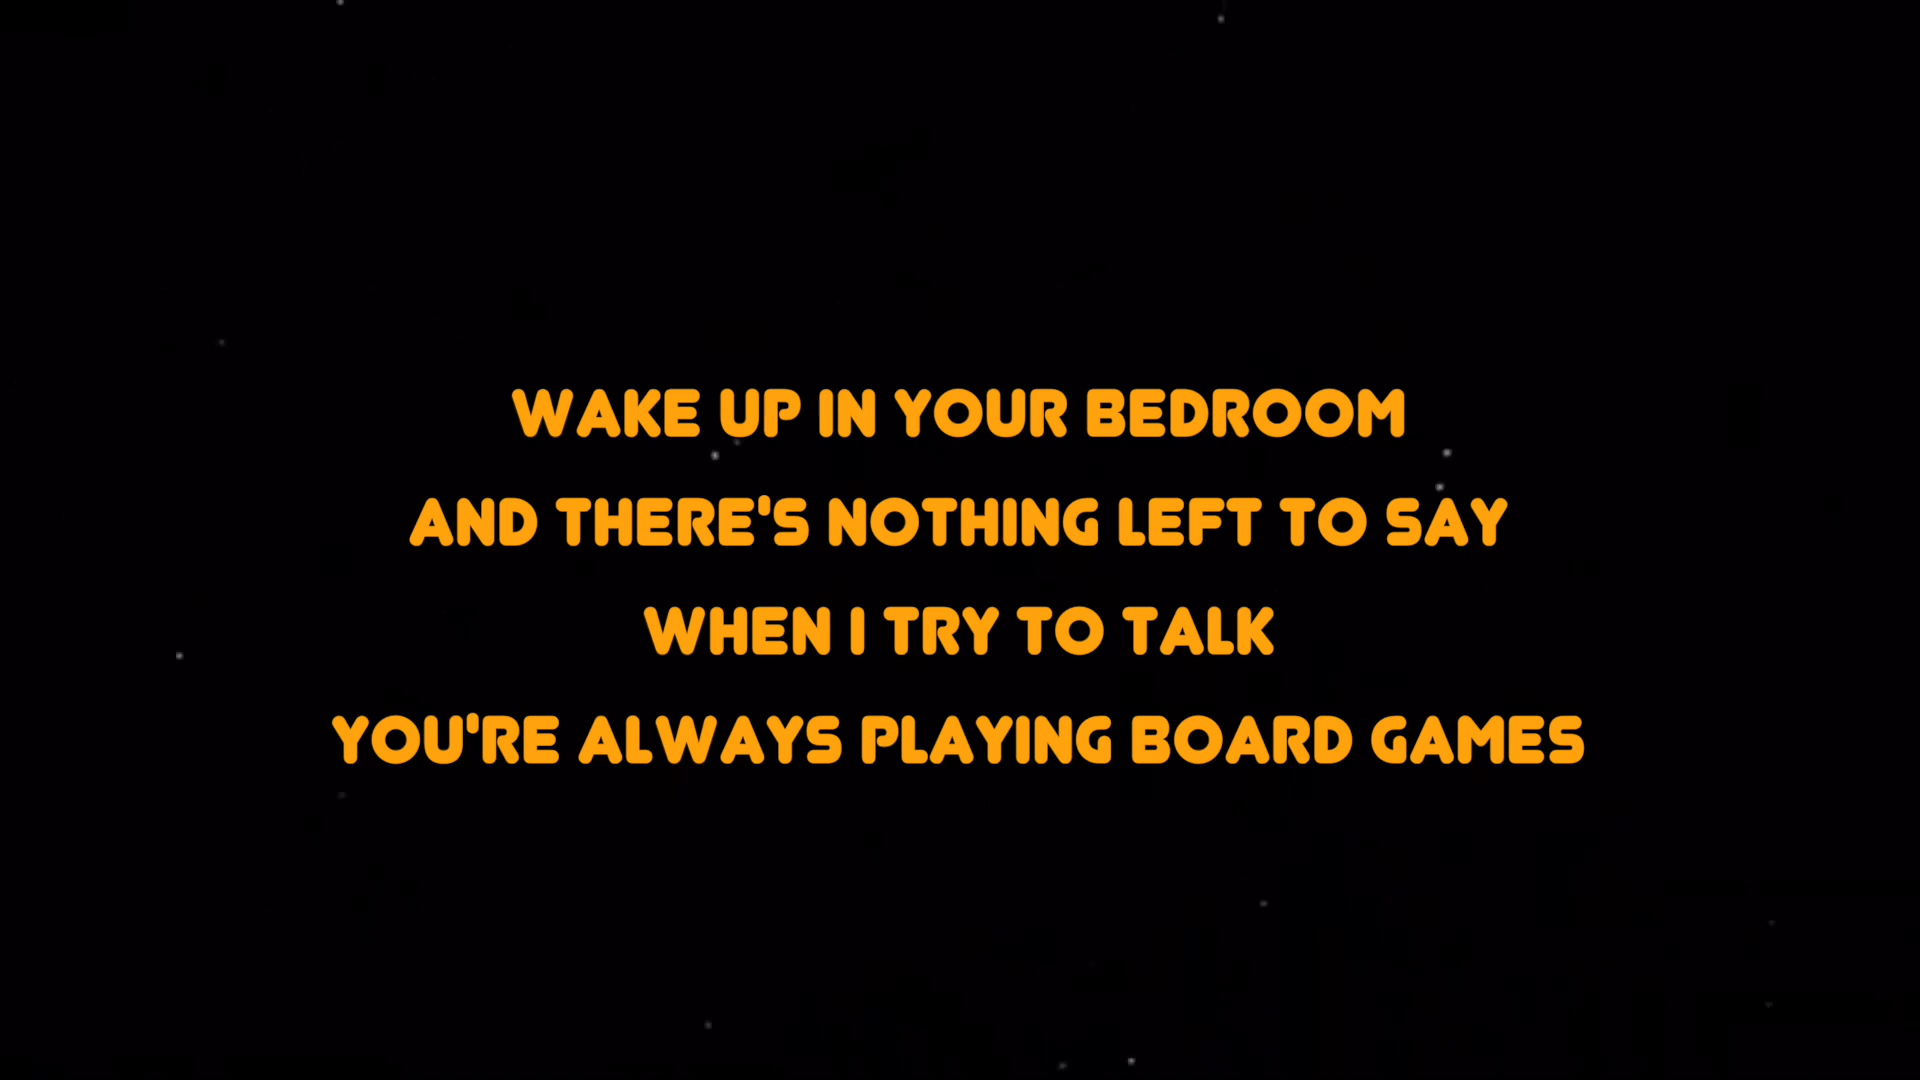 WAKE UP IN YOUR BEDROOM
AND THERE'S NOTHING LEFT TO SAY
WHEN I TRY TO TALK
YOU'RE ALWAYS PLAYING BOARD GAMES